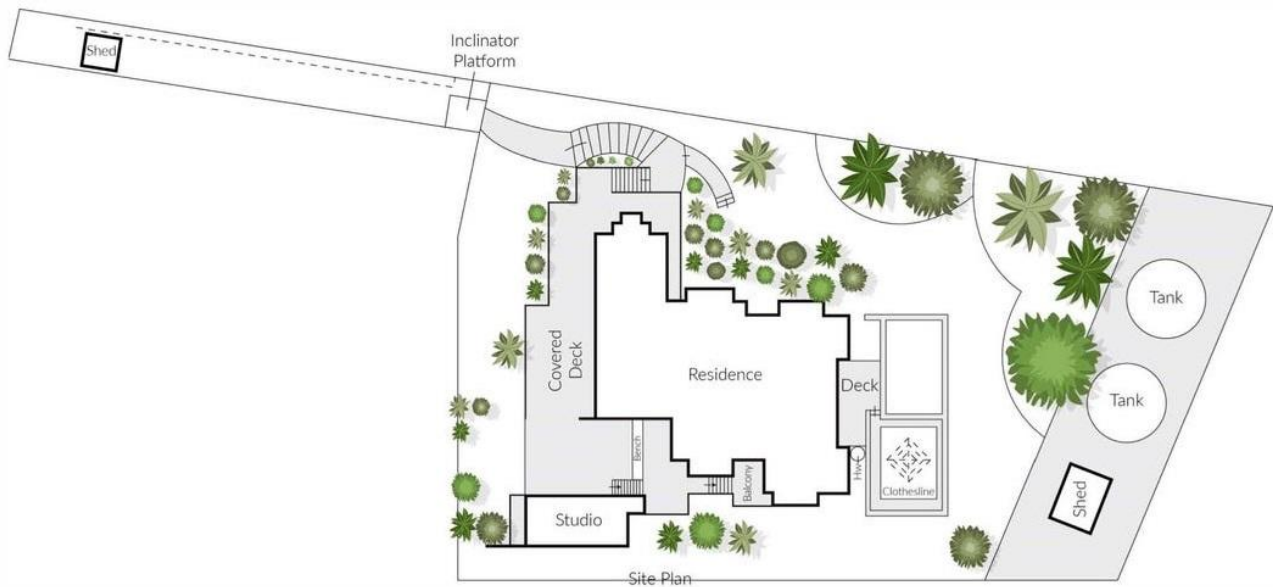 Shed
Inclinator
Platform
Covered
Deck
Residence
Deck
Tank
Tank
Bench
Balcony
Hw
Clothesline
Shed
Studio
Site Plan